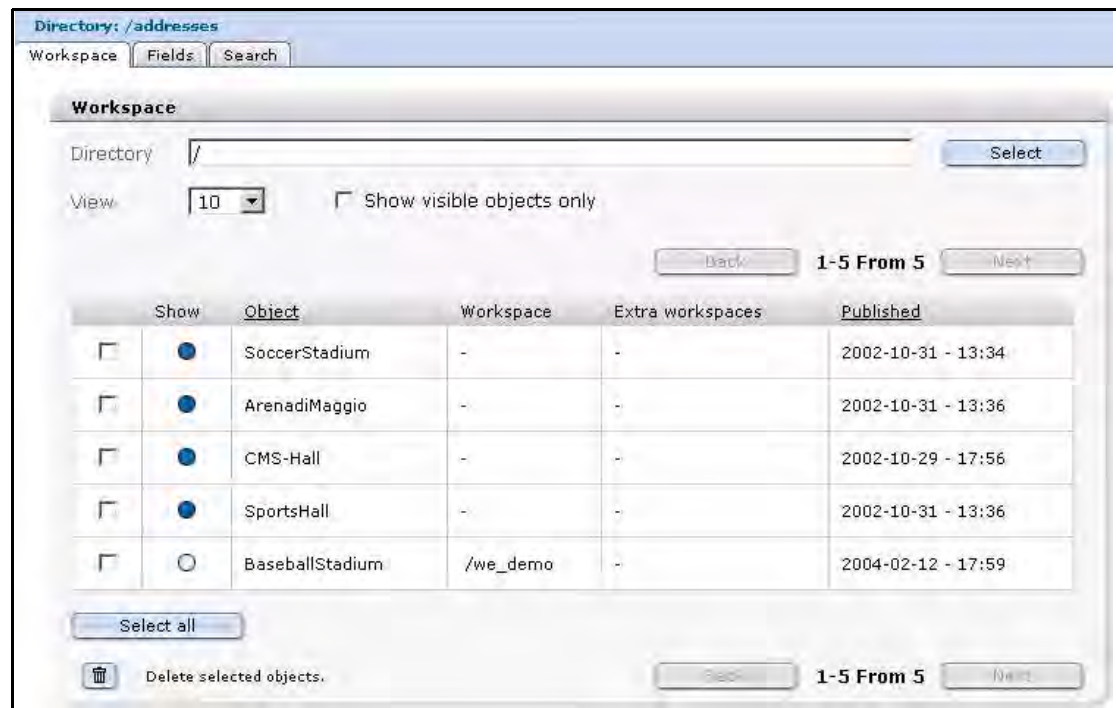 Directory: /addresses
Workspace Fields Search
Workspace
Directory / Select
View 10 Show visible objects only
Back 1-5 From 5 Next
Show Object Workspace Extra workspaces Published
SoccerStadium - - 2002-10-31 - 13:34
ArenadiMaggio - - 2002-10-31 - 13:36
CMS-Hall - - 2002-10-29 - 17:56
SportsHall - - 2002-10-31 - 13:36
BaseballStadium /we_demo - 2004-02-12 - 17:59
Select all
Delete selected objects. Back 1-5 From 5 Next